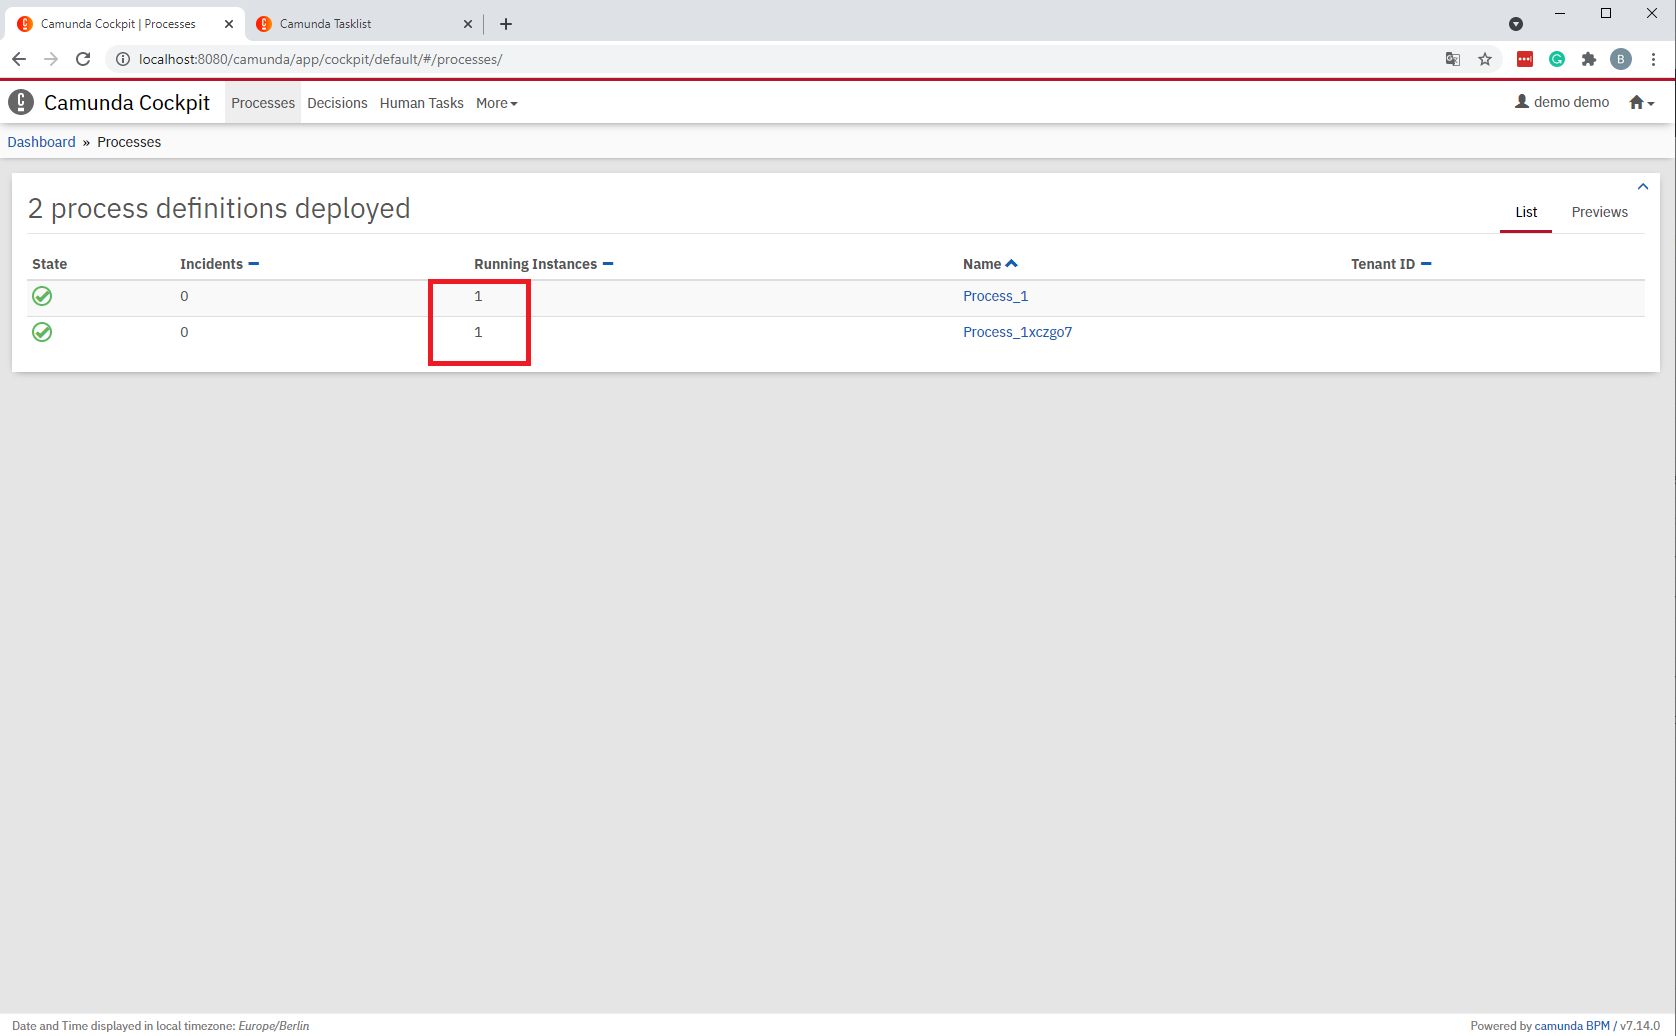 Camunda Cockpit | Processes
Camunda Tasklist
localhost:8080/camunda/app/cockpit/default/#/processes/
B
Camunda Cockpit Processes Decisions Human Tasks More
demo demo
Dashboard » Processes
2 process definitions deployed
List Previews
State Incidents Running Instances Name Tenant ID
0 1 Process_1
0 1 Process_1xczgo7
Date and Time displayed in local timezone: Europe/Berlin
Powered by camunda BPM / v7.14.0